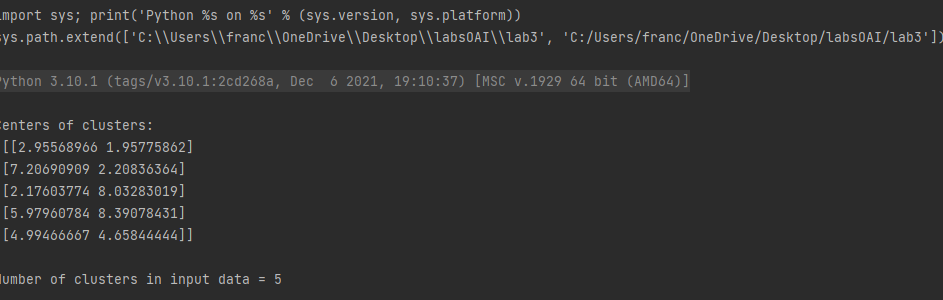 import sys; print('Python %s on %s' % (sys.version, sys.platform))
sys.path.extend(['C:\\Users\\franc\\OneDrive\\Desktop\\labsOAI\\lab3', 'C:/Users/franc/OneDrive/Desktop/labsOAI/lab3'])
Python 3.10.1 (tags/v3.10.1:2cd268a, Dec  6 2021, 19:10:37) [MSC v.1929 64 bit (AMD64)]
Centers of clusters:
[[2.95568966 1.95775862]
[7.20690909 2.20836364]
[2.17603774 8.03283019]
[5.97960784 8.39078431]
[4.99466667 4.65844444]]
Number of clusters in input data = 5